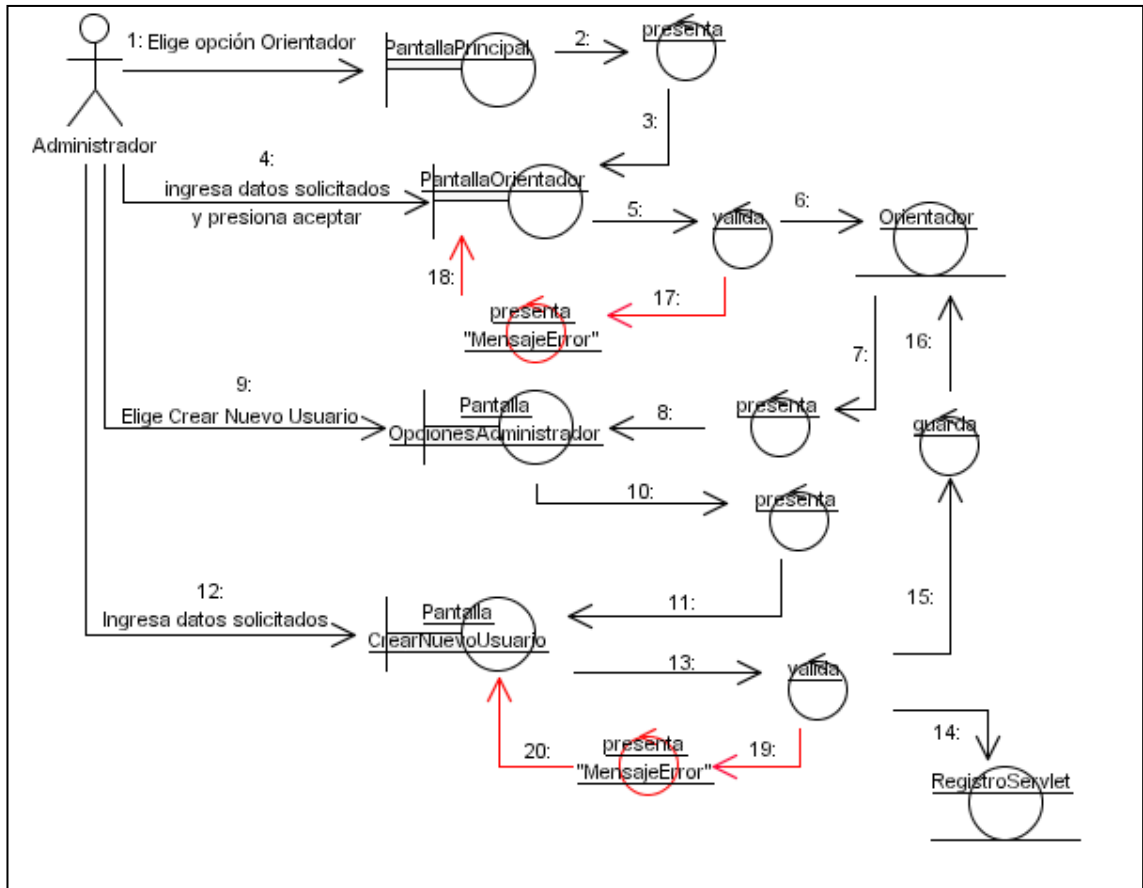 1: Elige opción Orientador
PantallaPrincipal
2:
presenta
3:
Administrador
4:
ingresa datos solicitados
y presiona aceptar
PantallaOrientador
5:
valida
6:
Orientador
18:
presenta
"MensajeError"
17:
7:
16:
9:
Elige Crear Nuevo Usuario
Pantalla
OpcionesAdministrador
8:
presenta
guarda
10:
presenta
12:
Ingresa datos solicitados
Pantalla
CrearNuevoUsuario
11:
15:
13:
valida
20:
presenta
"MensajeError"
19:
14:
RegistroServlet